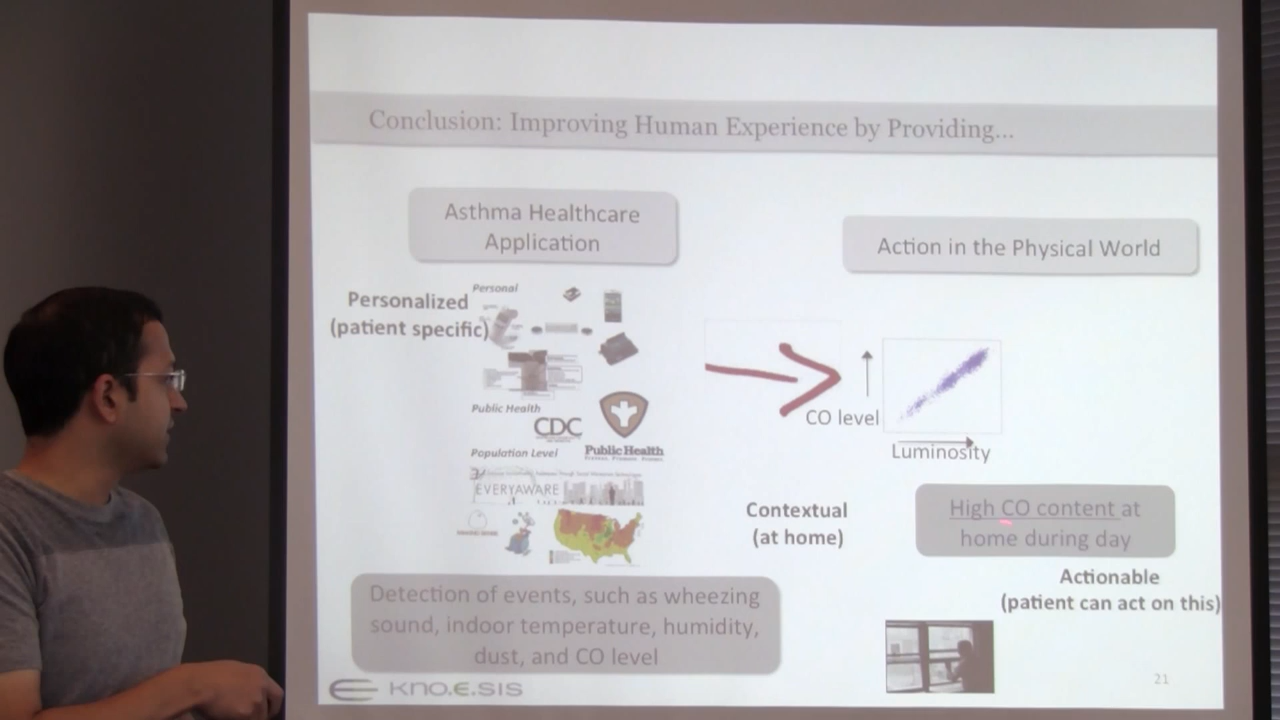 Conclusion: Improving Human Experience by Providing...
Asthma Healthcare
Application
Action in the Physical World
Personalized
(patient specific)
Personal
Public Health
CDC
Public Health
Population Level
EVERYAWARE
CO level
Luminosity
Contextual
(at home)
High CO content at
home during day
Actionable
(patient can act on this)
Detection of events, such as wheezing
sound, indoor temperature, humidity,
dust, and CO level
KNO.E.SIS
21